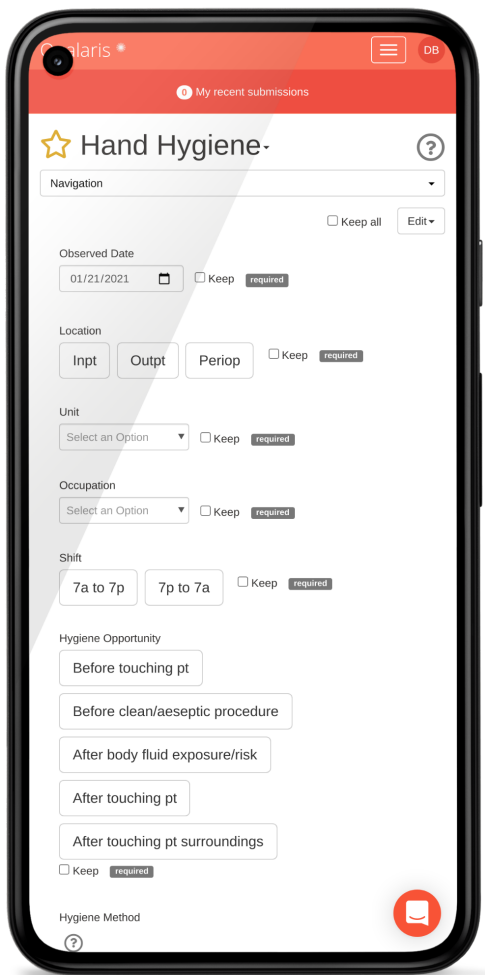 DB
0 My recent submissions
Hand Hygiene
?
Navigation
Keep all Edit
Observed Date
01/21/2021 Keep required
Location
Inpt Outpt Periop Keep required
Unit
Select an Option Keep required
Occupation
Select an Option Keep required
Shift
7a to 7p 7p to 7a Keep required
Hygiene Opportunity
Before touching pt
Before clean/aeseptic procedure
After body fluid exposure/risk
After touching pt
After touching pt surroundings
Keep required
Hygiene Method
?